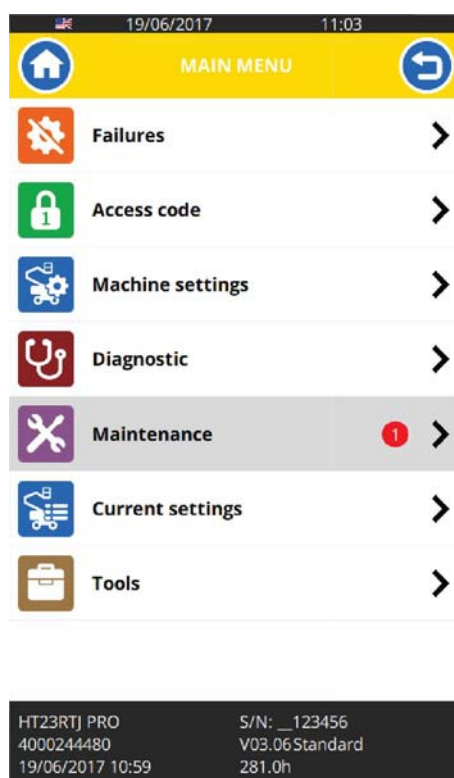 19/06/2017 11:03
MAIN MENU
Failures
1
Access code
Machine settings
Diagnostic
Maintenance 1
Current settings
Tools
HT23RTJ PRO S/N: __123456
4000244480 V03.06 Standard
19/06/2017 10:59 281.0h